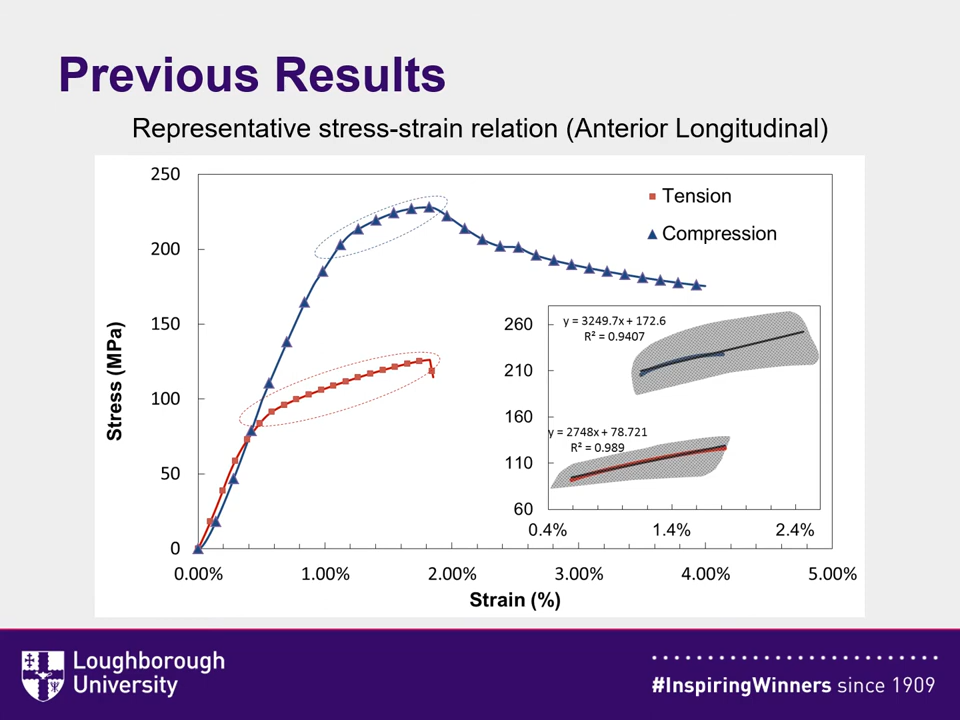 Previous Results
Representative stress-strain relation (Anterior Longitudinal)
250
200
150
100
50
0
Stress (MPa)
0.00%
1.00%
2.00%
3.00%
4.00%
5.00%
Strain (%)
Tension
Compression
260
210
160
110
60
0.4%
1.4%
2.4%
y = 3249.7x + 172.6
R² = 0.9407
y = 2748x + 78.721
R² = 0.989
Loughborough
University
#InspiringWinners since 1909